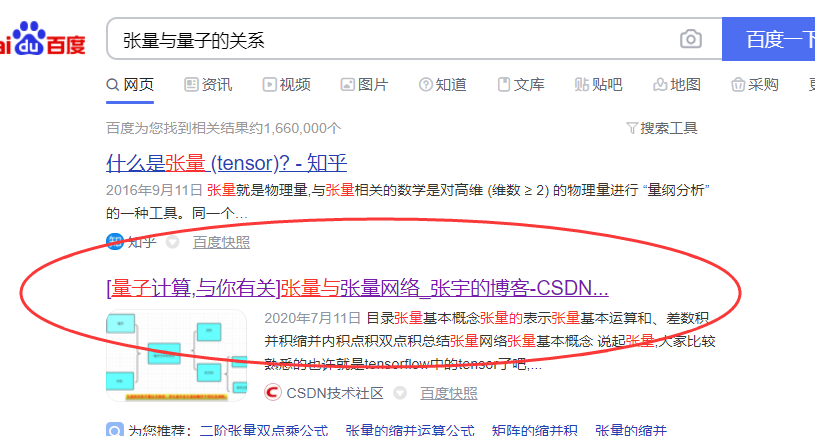 ai du 百度 张量与量子的关系 百度一下
网页 资讯 视频 图片 知道 文库 贴吧 地图 采购
百度为您找到相关结果约1,660,000个 搜索工具
什么是张量 (tensor)? - 知乎
2016年9月11日 张量就是物理量,与张量相关的数学是对高维 (维数 ≥ 2) 的物理量进行 “量纲分析”
的一种工具。同一个...
知 知乎 百度快照
[量子计算,与你有关]张量与张量网络_张宇的博客-CSDN...
2020年7月11日 目录张量基本概念张量的表示张量基本运算和、差数积
并积缩并内积点积双点积总结张量网络张量基本概念 说起张量,大家比较
熟悉的也许就是tensorflow中的tensor了吧,...
C CSDN技术社区 百度快照
为您推荐: 二阶张量双点乘公式 张量的缩并运算公式 矩阵的缩并积 张量的缩并